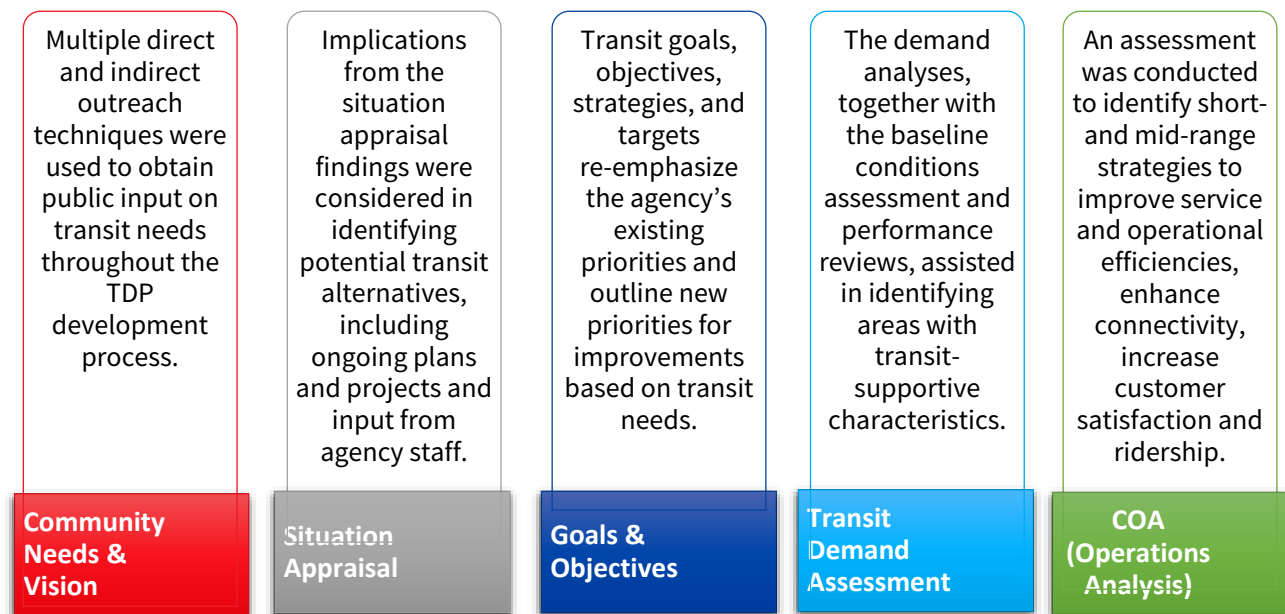 Multiple direct
and indirect
outreach
techniques were
used to obtain
public input on
transit needs
throughout the
TDP
development
process.
Community
Needs &
Vision
Implications
from the
situation
appraisal
findings were
considered in
identifying
potential transit
alternatives,
including
ongoing plans
and projects and
input from
agency staff.
Situation
Appraisal
Transit goals,
objectives,
strategies, and
targets
re-emphasize
the agency’s
existing
priorities and
outline new
priorities for
improvements
based on transit
needs.
Goals &
Objectives
The demand
analyses,
together with
the baseline
conditions
assessment and
performance
reviews, assisted
in identifying
areas with
transit-
supportive
characteristics.
Transit
Demand
Assessment
An assessment
was conducted
to identify short-
and mid-range
strategies to
improve service
and operational
efficiencies,
enhance
connectivity,
increase
customer
satisfaction and
ridership.
COA
(Operations
Analysis)